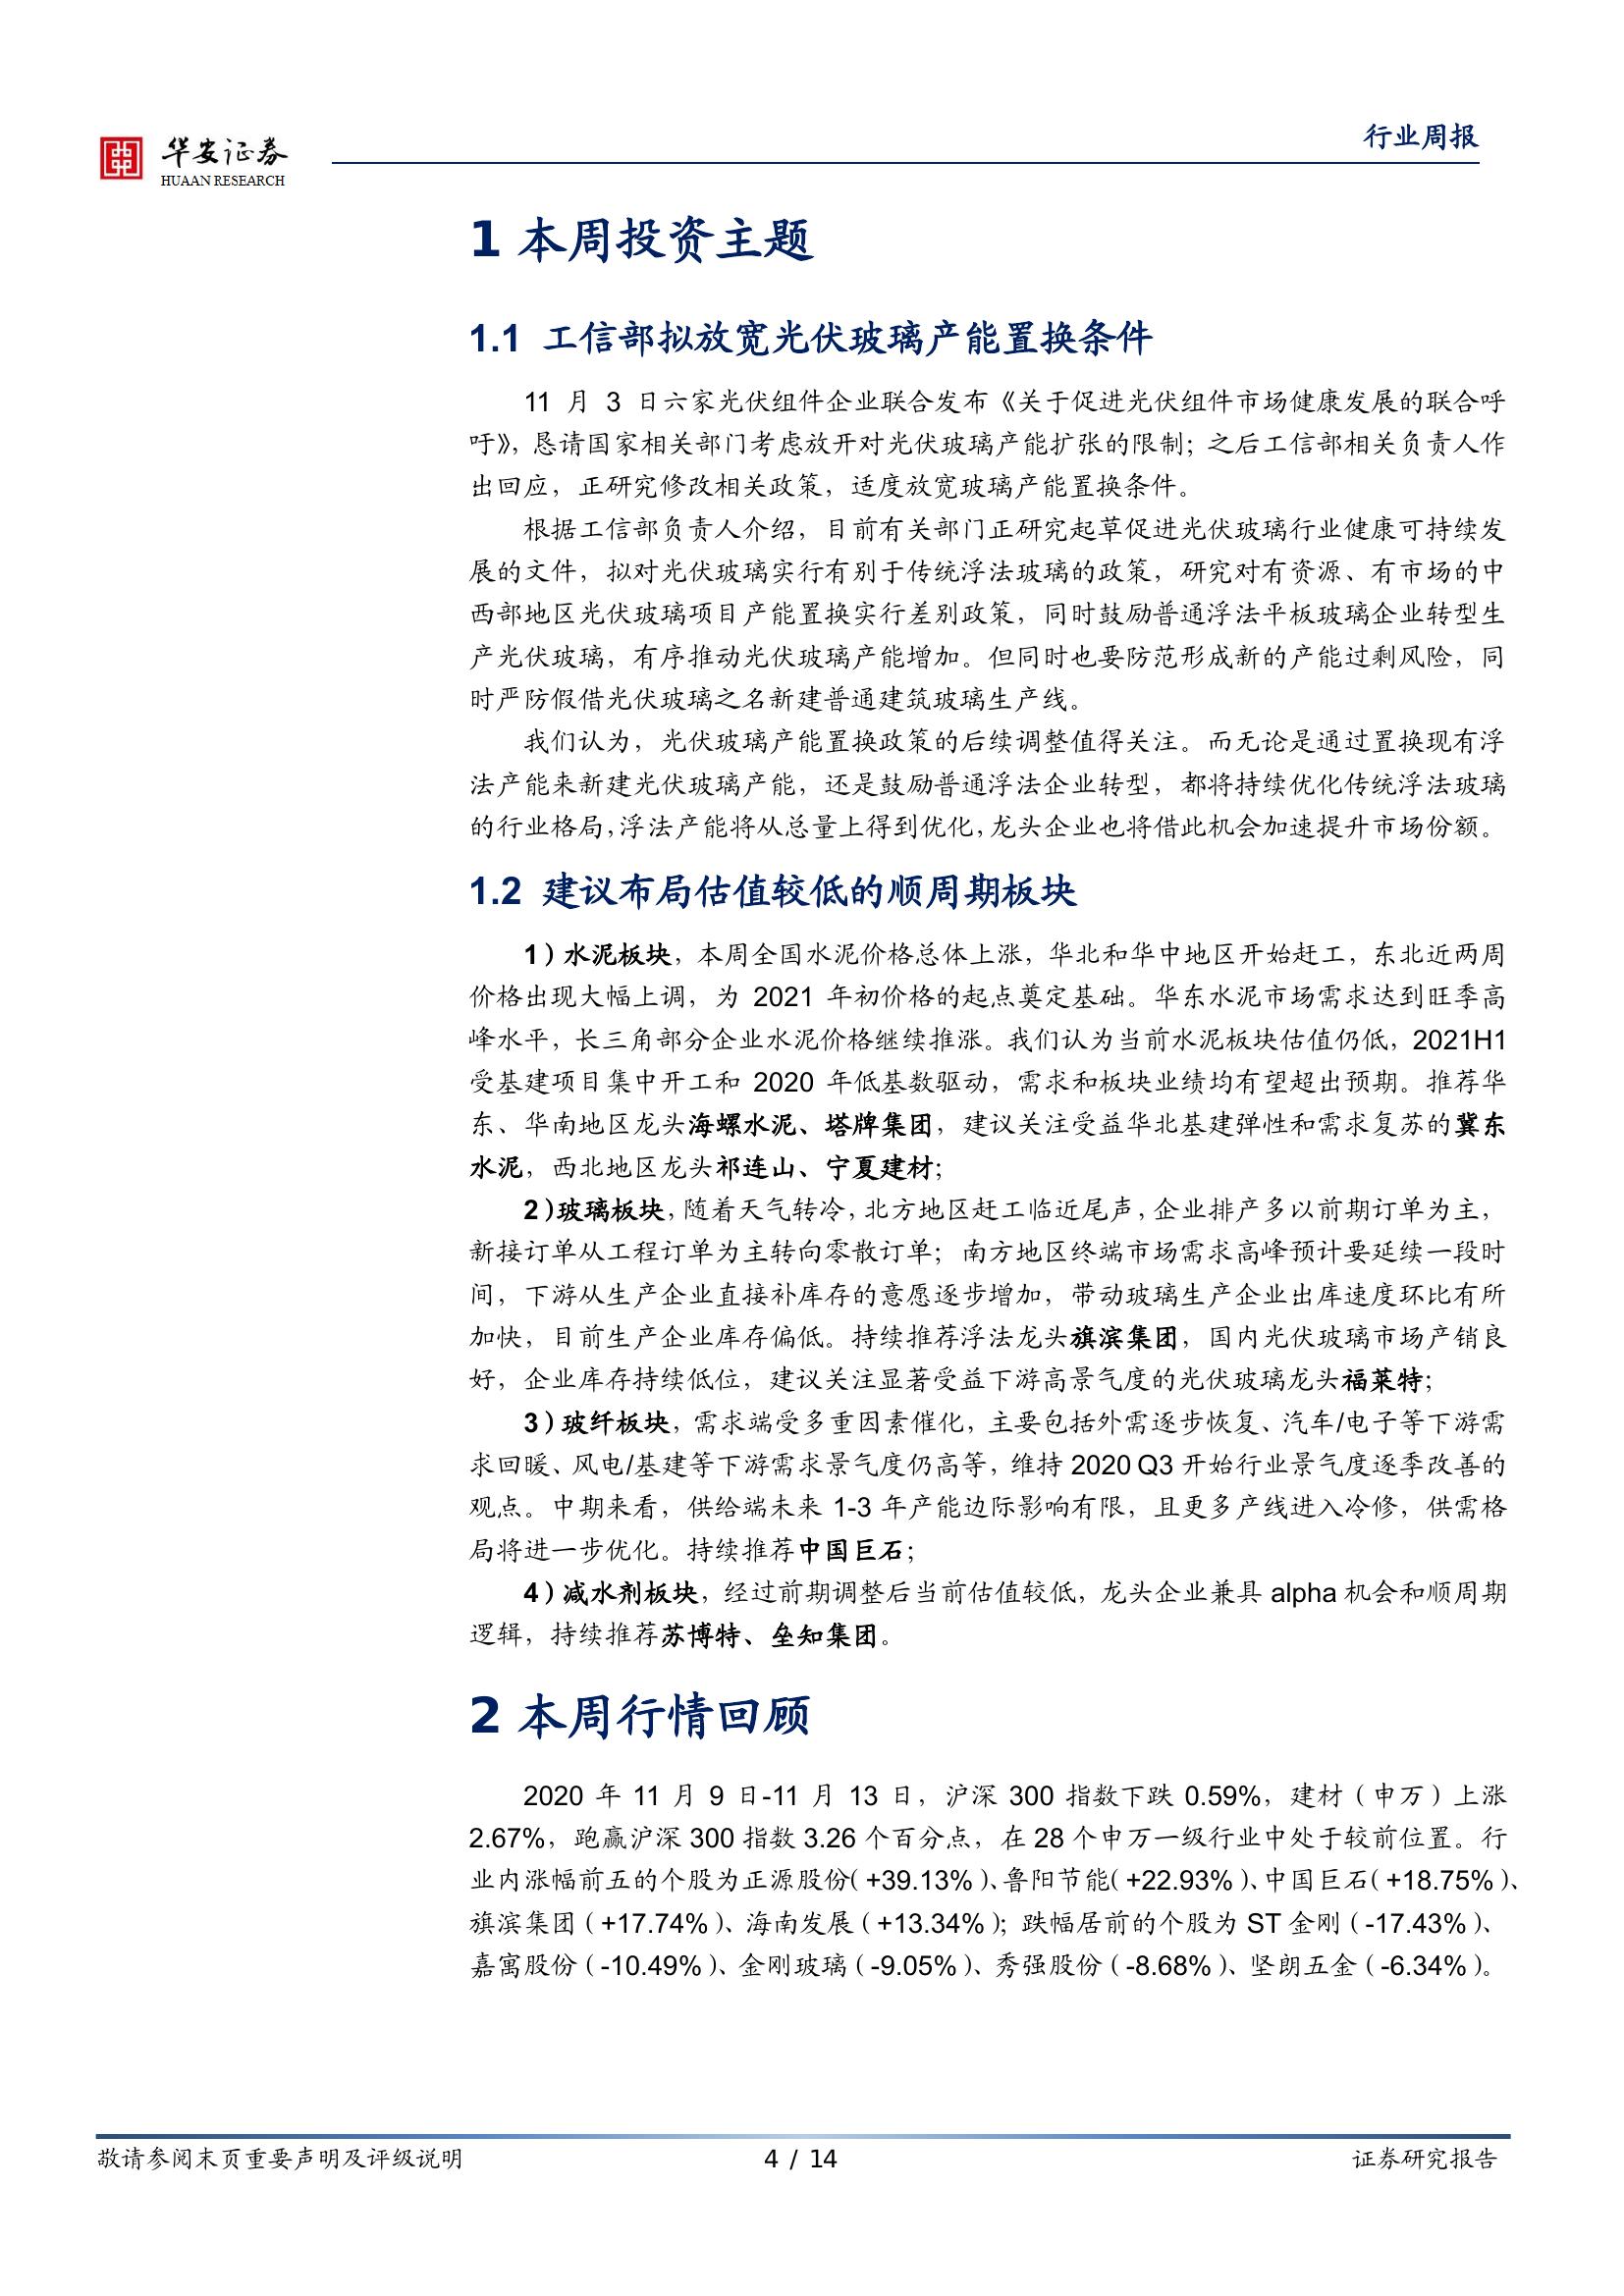 华安证券
HUAAN RESEARCH
行业周报
1 本周投资主题
1.1 工信部拟放宽光伏玻璃产能置换条件
11 月 3 日六家光伏组件企业联合发布《关于促进光伏组件市场健康发展的联合呼
吁》，恳请国家相关部门考虑放开对光伏玻璃产能扩张的限制；之后工信部相关负责人作
出回应，正研究修改相关政策，适度放宽玻璃产能置换条件。
根据工信部负责人介绍，目前有关部门正研究起草促进光伏玻璃行业健康可持续发
展的文件，拟对光伏玻璃实行有别于传统浮法玻璃的政策，研究对有资源、有市场的中
西部地区光伏玻璃项目产能置换实行差别政策，同时鼓励普通浮法平板玻璃企业转型生
产光伏玻璃，有序推动光伏玻璃产能增加。但同时也要防范形成新的产能过剩风险，同
时严防假借光伏玻璃之名新建普通建筑玻璃生产线。
我们认为，光伏玻璃产能置换政策的后续调整值得关注。而无论是通过置换现有浮
法产能来新建光伏玻璃产能，还是鼓励普通浮法企业转型，都将持续优化传统浮法玻璃
的行业格局，浮法产能将从总量上得到优化，龙头企业也将借此机会加速提升市场份额。
1.2 建议布局估值较低的顺周期板块
1）水泥板块，本周全国水泥价格总体上涨，华北和华中地区开始赶工，东北近两周
价格出现大幅上调，为 2021 年初价格的起点奠定基础。华东水泥市场需求达到旺季高
峰水平，长三角部分企业水泥价格继续推涨。我们认为当前水泥板块估值仍低，2021H1
受基建项目集中开工和 2020 年低基数驱动，需求和板块业绩均有望超出预期。推荐华
东、华南地区龙头海螺水泥、塔牌集团，建议关注受益华北基建弹性和需求复苏的冀东
水泥，西北地区龙头祁连山、宁夏建材；
2）玻璃板块，随着天气转冷，北方地区赶工临近尾声，企业排产多以前期订单为主，
新接订单从工程订单为主转向零散订单；南方地区终端市场需求高峰预计要延续一段时
间，下游从生产企业直接补库存的意愿逐步增加，带动玻璃生产企业出库速度环比有所
加快，目前生产企业库存偏低。持续推荐浮法龙头旗滨集团，国内光伏玻璃市场产销良
好，企业库存持续低位，建议关注显著受益下游高景气度的光伏玻璃龙头福莱特；
3）玻纤板块，需求端受多重因素催化，主要包括外需逐步恢复、汽车/电子等下游需
求回暖、风电/基建等下游需求景气度仍高等，维持 2020 Q3 开始行业景气度逐季改善的
观点。中期来看，供给端未来 1-3 年产能边际影响有限，且更多产线进入冷修，供需格
局将进一步优化。持续推荐中国巨石；
4）减水剂板块，经过前期调整后当前估值较低，龙头企业兼具 alpha 机会和顺周期
逻辑，持续推荐苏博特、垒知集团。
2 本周行情回顾
2020 年 11 月 9 日-11 月 13 日，沪深 300 指数下跌 0.59%，建材（申万）上涨
2.67%，跑赢沪深 300 指数 3.26 个百分点，在 28 个申万一级行业中处于较前位置。行
业内涨幅前五的个股为正源股份（+39.13%）、鲁阳节能（+22.93%）、中国巨石（+18.75%）、
旗滨集团（+17.74%）、海南发展（+13.34%）；跌幅居前的个股为 ST 金刚（-17.43%）、
嘉寓股份（-10.49%）、金刚玻璃（-9.05%）、秀强股份（-8.68%）、坚朗五金（-6.34%）。
敬请参阅末页重要声明及评级说明
4 / 14
证券研究报告